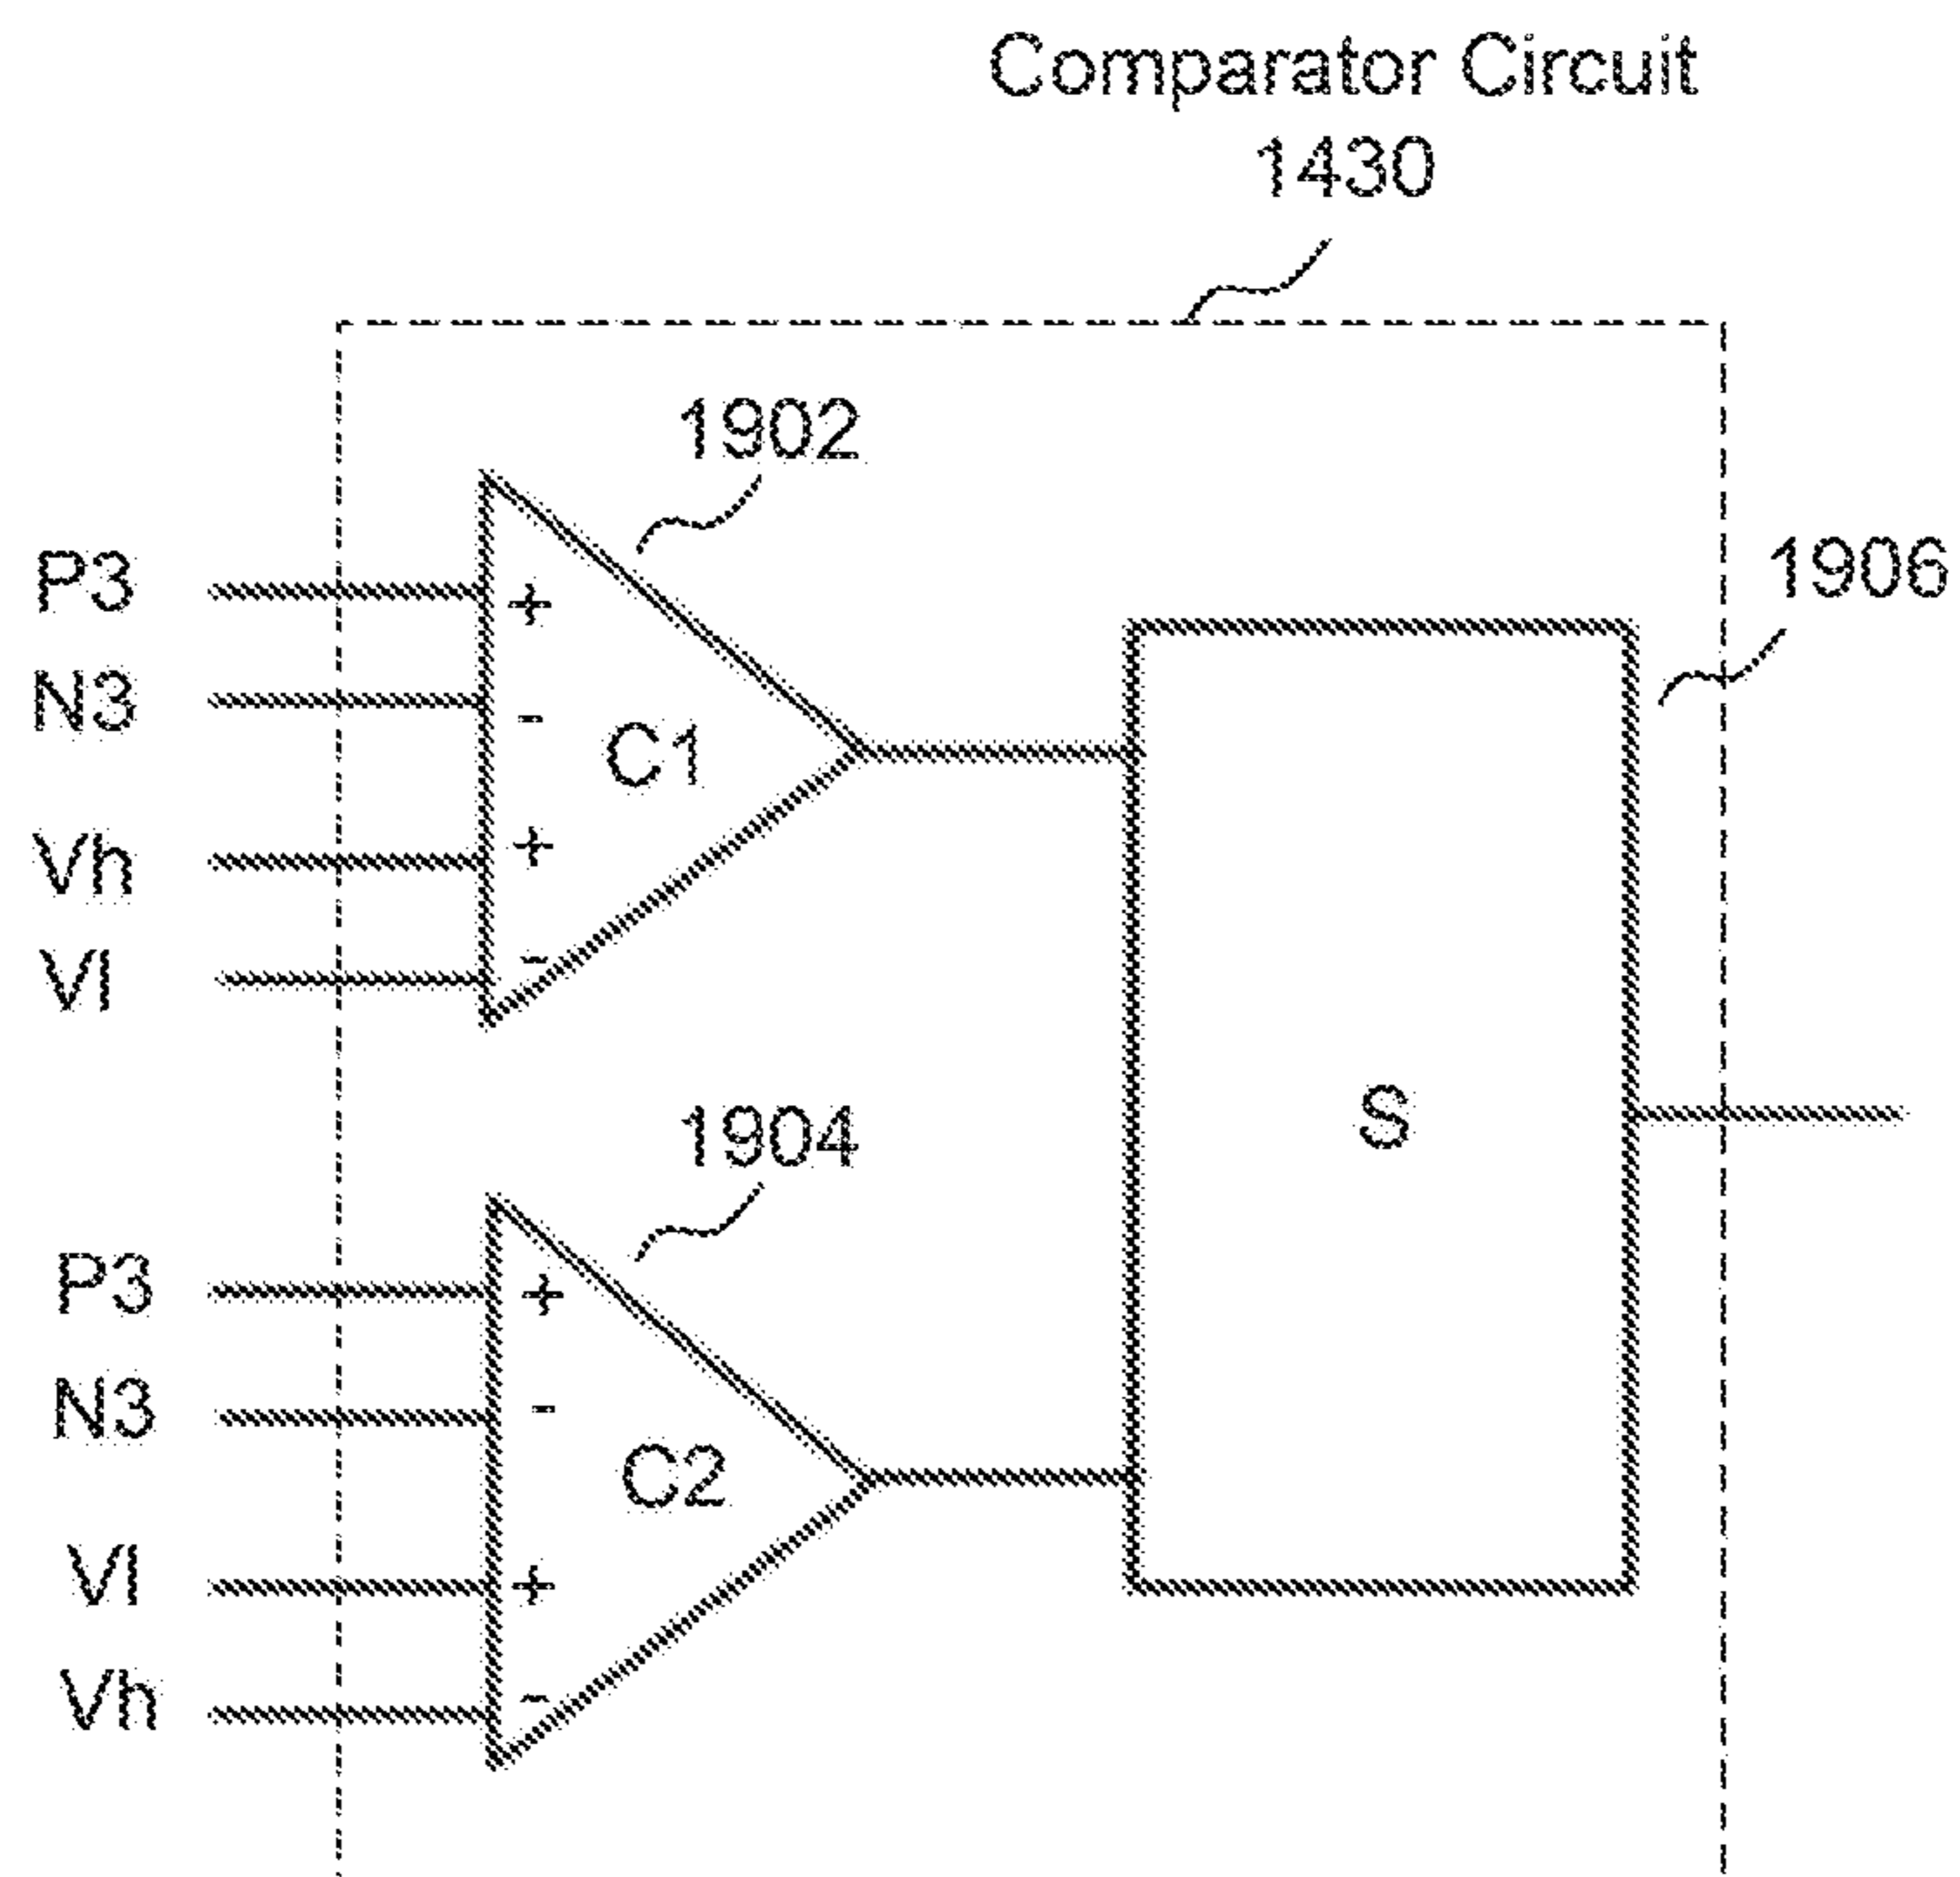 Comparator Circuit
1430
1902
1906
P3
+
N3
-
C1
Vh
+
Vl
-
S
1904
P3
+
N3
-
C2
Vl
+
Vh
-